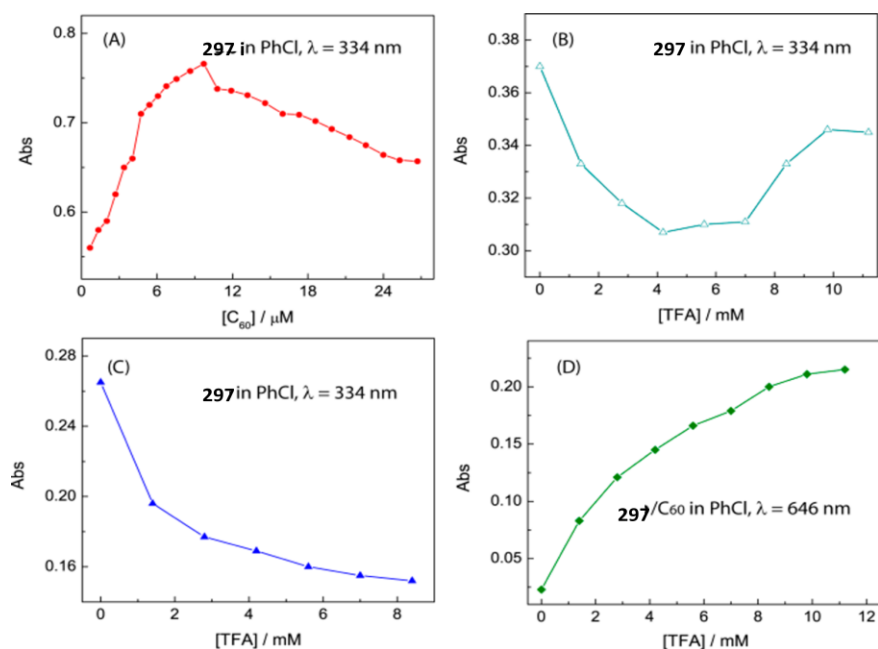 (A)
297-i in PhCl, λ = 334 nm
0.8
0.7
0.6
Abs
0 6 12 18 24
[C₆₀] / μM
(B)
297 in PhCl, λ = 334 nm
0.38
0.36
0.34
0.32
0.30
Abs
0 2 4 6 8 10
[TFA] / mM
(C)
297 in PhCl, λ = 334 nm
0.28
0.24
0.20
0.16
Abs
0 2 4 6 8
[TFA] / mM
(D)
297/C₆₀ in PhCl, λ = 646 nm
0.20
0.15
0.10
0.05
Abs
0 2 4 6 8 10 12
[TFA] / mM